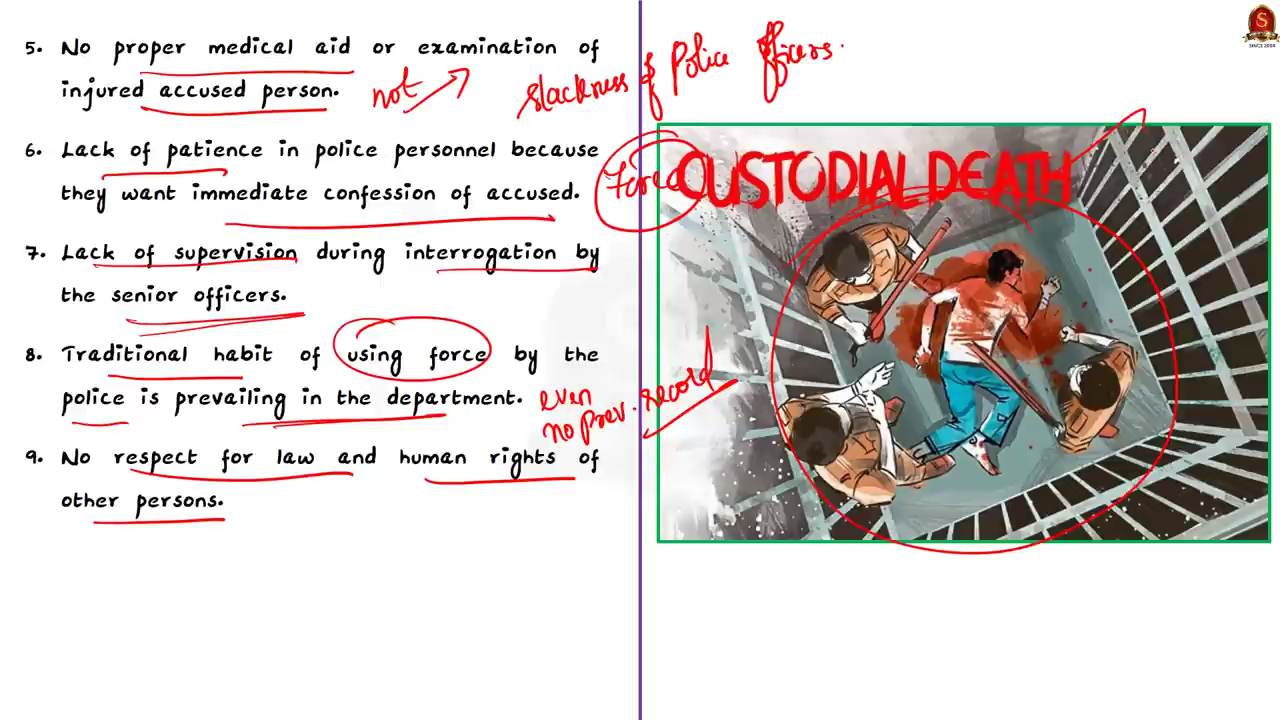 5. No proper medical aid or examination of
injured accused person.
not
slackness of Police officers.
6. Lack of patience in police personnel because
they want immediate confession of accused.
Force
7. Lack of supervision during interrogation by
the senior officers.
8. Traditional habit of using force by the
police is prevailing in the department.
even
no prev. record
9. No respect for law and human rights of
other persons.
CUSTODIAL DEATH
S
SINCE 2004